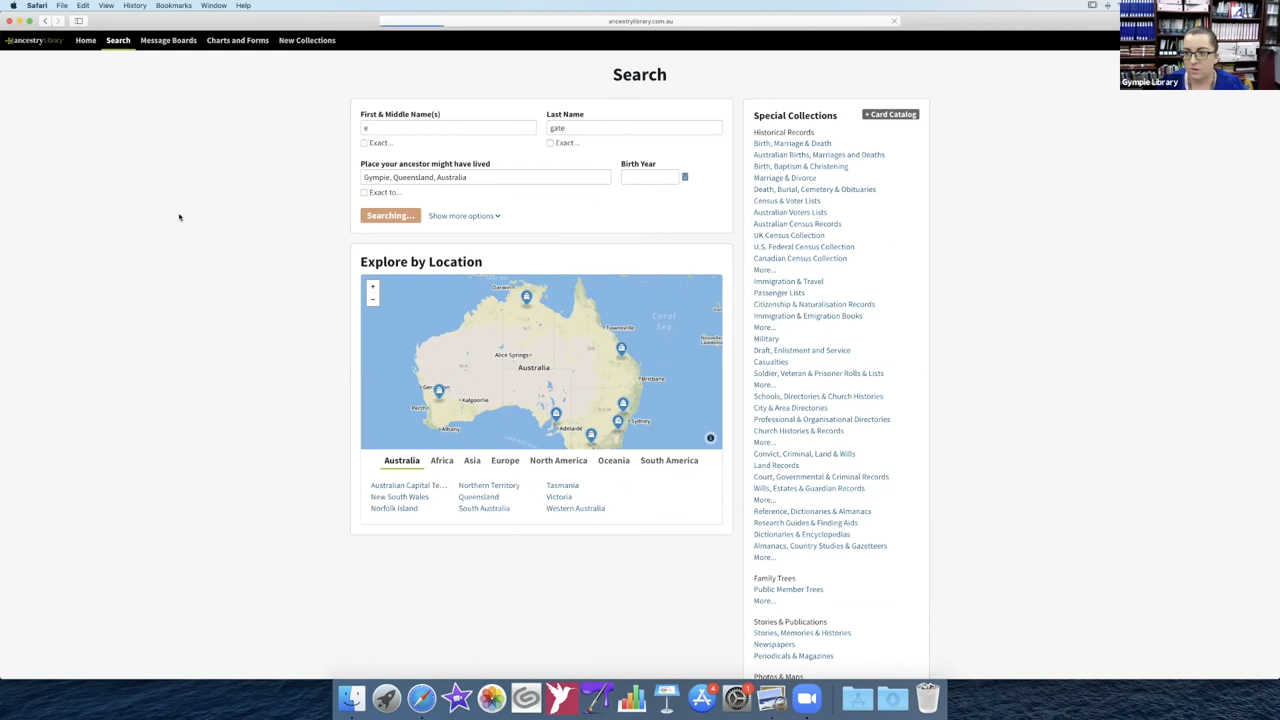 Safari File Edit View History Bookmarks Window Help
ancestrylibrary.com.au
ancestryLibrary Home Search Message Boards Charts and Forms New Collections
Gympie Library
Search
First & Middle Name(s) Last Name
e gate
Exact... Exact...
Place your ancestor might have lived Birth Year
Gympie, Queensland, Australia
Exact to...
Searching... Show more options
Explore by Location
+
−
Darwin
N.T.
Coral
Sea
Townsville
Nouvelle
Calédonie
QLD.
Alice Springs
W.A.
Australia
S.A.
Brisbane
Geraldton
Kalgoorlie
Perth
N.S.W.
Albany
Adelaide
Sydney
Australia Africa Asia Europe North America Oceania South America
Australian Capital Te... Northern Territory Tasmania
New South Wales Queensland Victoria
Norfolk Island South Australia Western Australia
Special Collections + Card Catalog
Historical Records
Birth, Marriage & Death
Australian Births, Marriages and Deaths
Birth, Baptism & Christening
Marriage & Divorce
Death, Burial, Cemetery & Obituaries
Census & Voter Lists
Australian Voters Lists
Australian Census Records
UK Census Collection
U.S. Federal Census Collection
Canadian Census Collection
More...
Immigration & Travel
Passenger Lists
Citizenship & Naturalisation Records
Immigration & Emigration Books
More...
Military
Draft, Enlistment and Service
Casualties
Soldier, Veteran & Prisoner Rolls & Lists
More...
Schools, Directories & Church Histories
City & Area Directories
Professional & Organisational Directories
Church Histories & Records
More...
Convict, Criminal, Land & Wills
Land Records
Court, Governmental & Criminal Records
Wills, Estates & Guardian Records
More...
Reference, Dictionaries & Almanacs
Research Guides & Finding Aids
Dictionaries & Encyclopedias
Almanacs, Country Studies & Gazetteers
More...
Family Trees
Public Member Trees
More...
Stories & Publications
Stories, Memories & Histories
Newspapers
Periodicals & Magazines
Photos & Maps
4
1